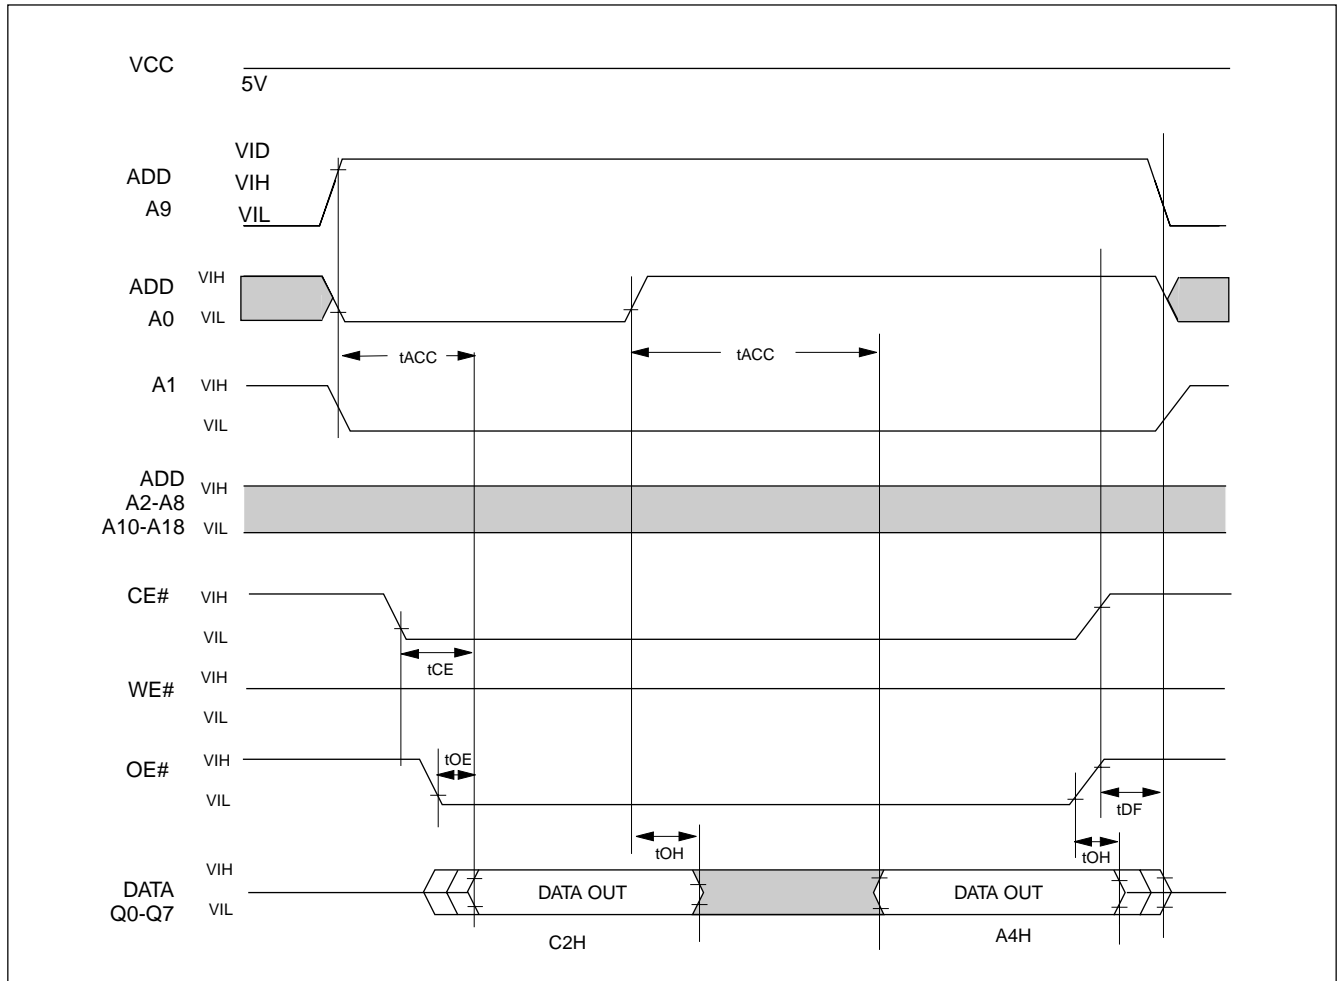 VCC
5V
VID
ADD
VIH
A9
VIL
VIH
ADD
A0
VIL
tACC
tACC
A1
VIH
VIL
ADD
VIH
A2-A8
A10-A18
VIL
CE#
VIH
VIL
tCE
VIH
WE#
VIL
tOE
VIH
OE#
VIL
tDF
tOH
tOH
VIH
DATA
DATA OUT
DATA OUT
Q0-Q7
VIL
C2H
A4H